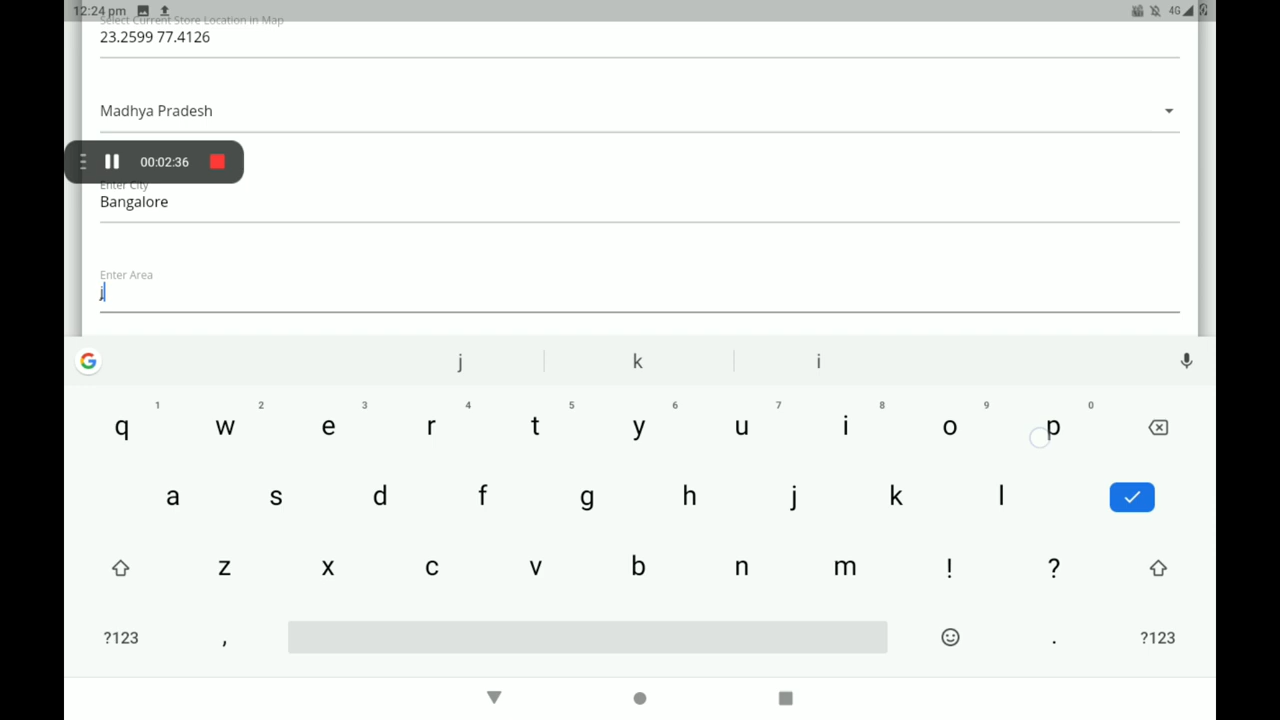 12:24 pm 4G
Select Current Store Location in Map
23.2599 77.4126
Madhya Pradesh
00:02:36
Enter City
Bangalore
Enter Area
j
j k i
1 2 3 4 5 6 7 8 9 0
q w e r t y u i o p
a s d f g h j k l
z x c v b n m ! ?
?123 , . ?123